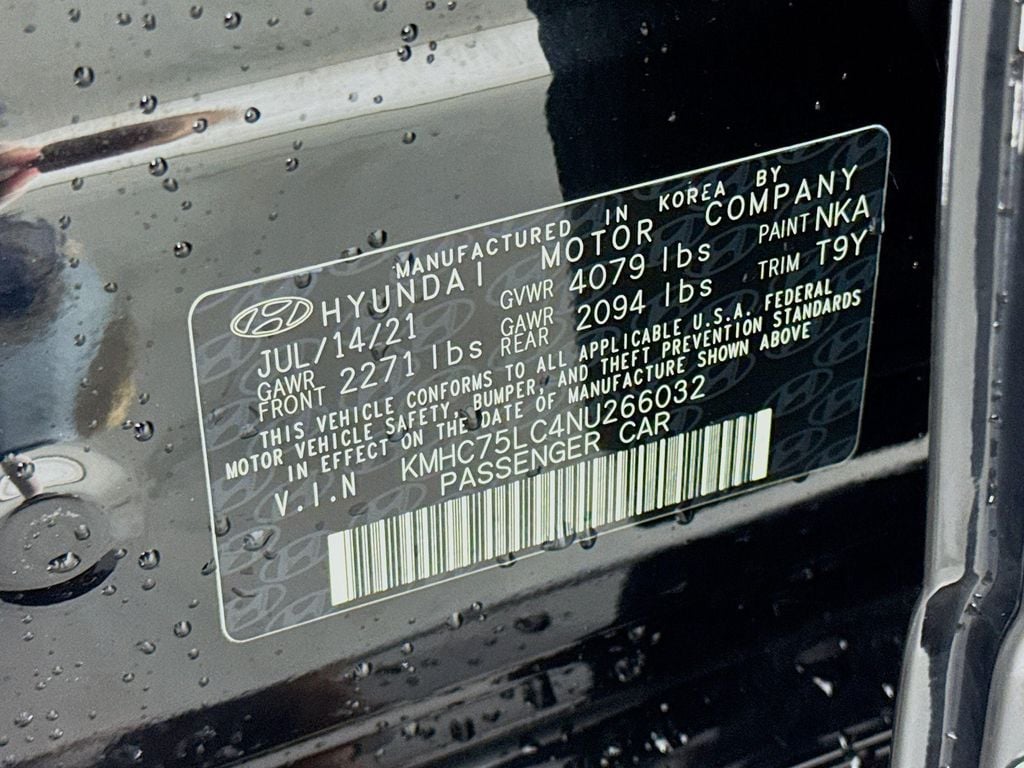 MANUFACTURED IN KOREA BY
HYUNDAI MOTOR COMPANY
JUL/14/21 GVWR 4079 lbs PAINT NKA
GAWR FRONT 2271 lbs GAWR REAR 2094 lbs TRIM T9Y
THIS VEHICLE CONFORMS TO ALL APPLICABLE U.S.A. FEDERAL
MOTOR VEHICLE SAFETY, BUMPER, AND THEFT PREVENTION STANDARDS
IN EFFECT ON THE DATE OF MANUFACTURE SHOWN ABOVE
V.I.N KMHC75LC4NU266032
PASSENGER CAR